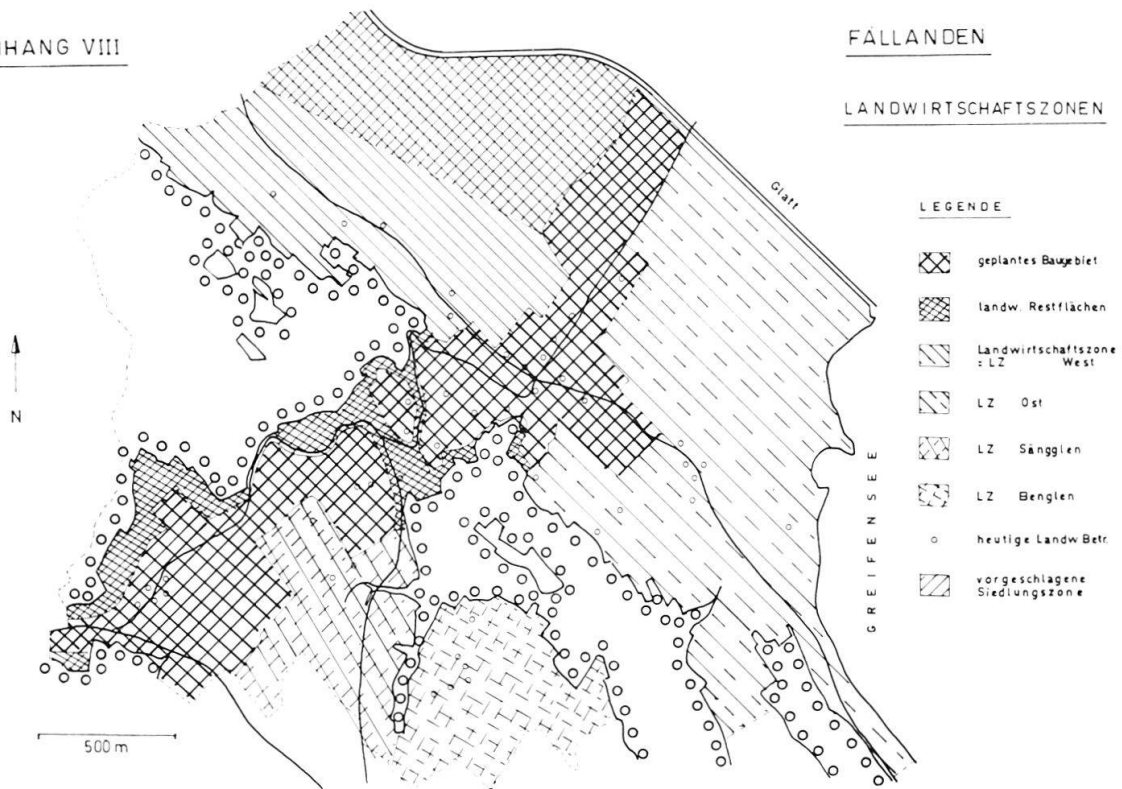 NHANG VIII
FÄLLANDEN
LANDWIRTSCHAFTSZONEN
Glatt
LEGENDE
geplantes Baugebiet
landw. Restflächen
Landwirtschaftszone
= LZ West
LZ Ost
LZ Sängglen
LZ Benglen
heutige Landw. Betr.
vorgeschlagene
Siedlungszone
GREIFENSEE
N
500 m